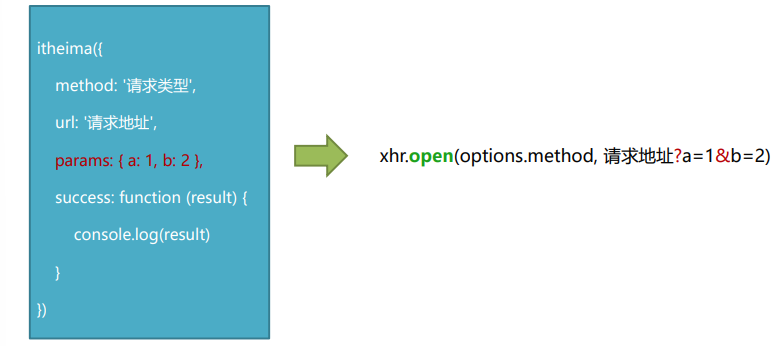 itheima({
method: '请求类型',
url: '请求地址',
params: { a: 1, b: 2 },
success: function (result) {
console.log(result)
}
})
xhr.open(options.method, 请求地址?a=1&b=2)